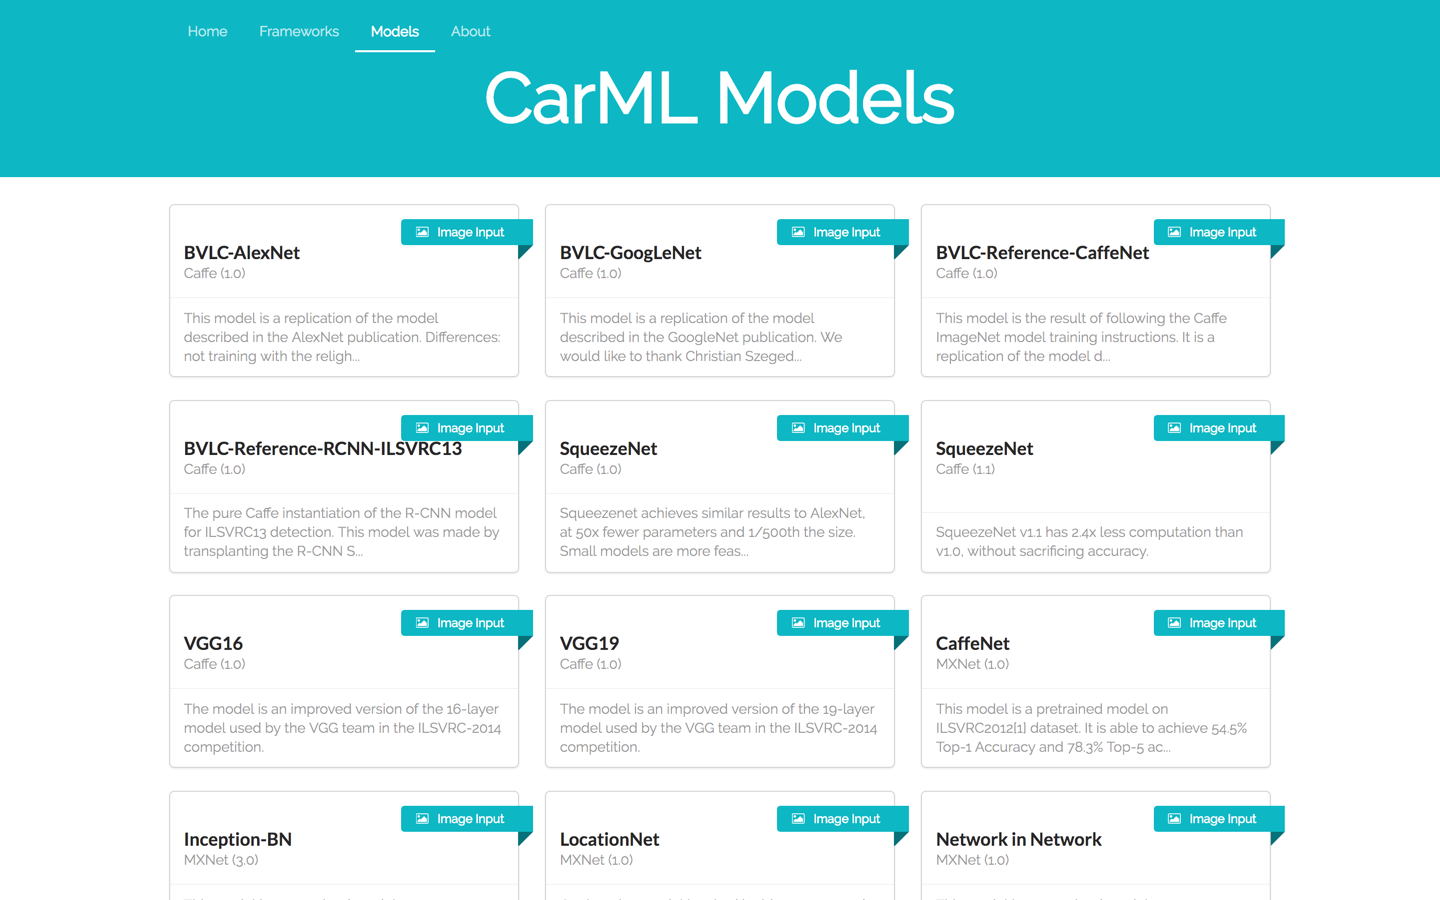 Home Frameworks Models About
CarML Models
Image Input
BVLC-AlexNet
Caffe (1.0)
This model is a replication of the model
described in the AlexNet publication. Differences:
not training with the religh...
Image Input
BVLC-GoogLeNet
Caffe (1.0)
This model is a replication of the model
described in the GoogleNet publication. We
would like to thank Christian Szeged...
Image Input
BVLC-Reference-CaffeNet
Caffe (1.0)
This model is the result of following the Caffe
ImageNet model training instructions. It is a
replication of the model d...
Image Input
BVLC-Reference-RCNN-ILSVRC13
Caffe (1.0)
The pure Caffe instantiation of the R-CNN model
for ILSVRC13 detection. This model was made by
transplanting the R-CNN S...
Image Input
SqueezeNet
Caffe (1.0)
Squeezenet achieves similar results to AlexNet,
at 50x fewer parameters and 1/500th the size.
Small models are more feas...
Image Input
SqueezeNet
Caffe (1.1)
SqueezeNet v1.1 has 2.4x less computation than
v1.0, without sacrificing accuracy.
Image Input
VGG16
Caffe (1.0)
The model is an improved version of the 16-layer
model used by the VGG team in the ILSVRC-2014
competition.
Image Input
VGG19
Caffe (1.0)
The model is an improved version of the 19-layer
model used by the VGG team in the ILSVRC-2014
competition.
Image Input
CaffeNet
MXNet (1.0)
This model is a pretrained model on
ILSVRC2012[1] dataset. It is able to achieve 54.5%
Top-1 Accuracy and 78.3% Top-5 ac...
Image Input
Inception-BN
MXNet (3.0)
Image Input
LocationNet
MXNet (1.0)
Image Input
Network in Network
MXNet (1.0)